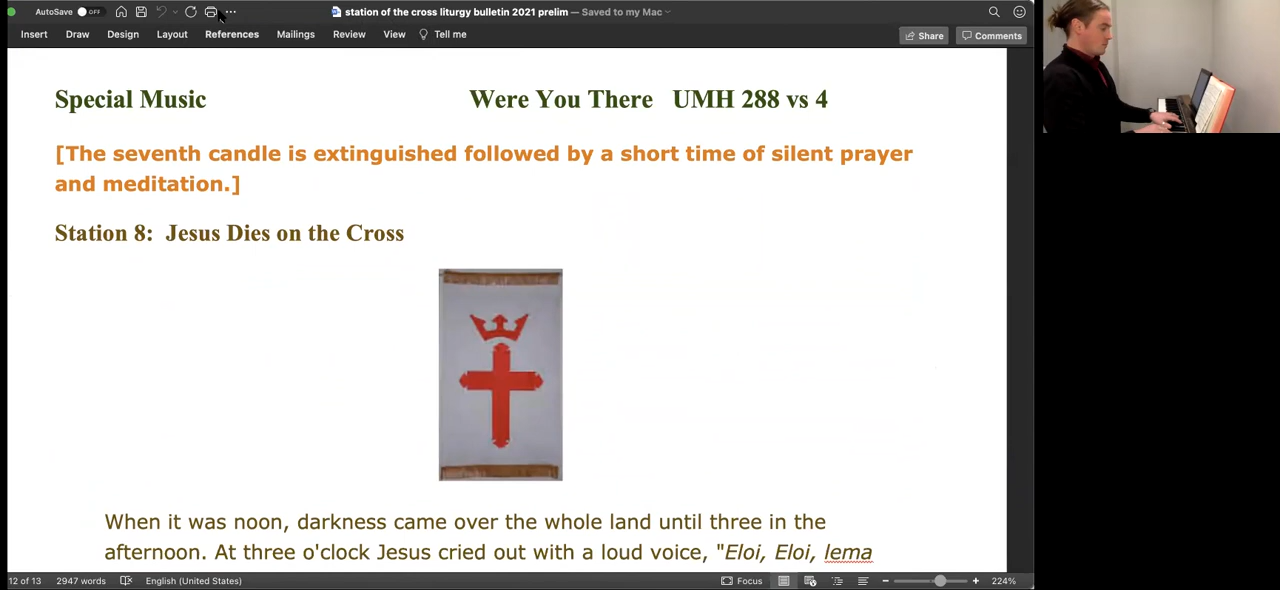 AutoSave OFF station of the cross liturgy bulletin 2021 prelim — Saved to my Mac
Insert Draw Design Layout References Mailings Review View Tell me Share Comments
Special Music Were You There UMH 288 vs 4
[The seventh candle is extinguished followed by a short time of silent prayer
and meditation.]
Station 8: Jesus Dies on the Cross
When it was noon, darkness came over the whole land until three in the
afternoon. At three o'clock Jesus cried out with a loud voice, "Eloi, Eloi, lema
12 of 13 2947 words English (United States) Focus 224%